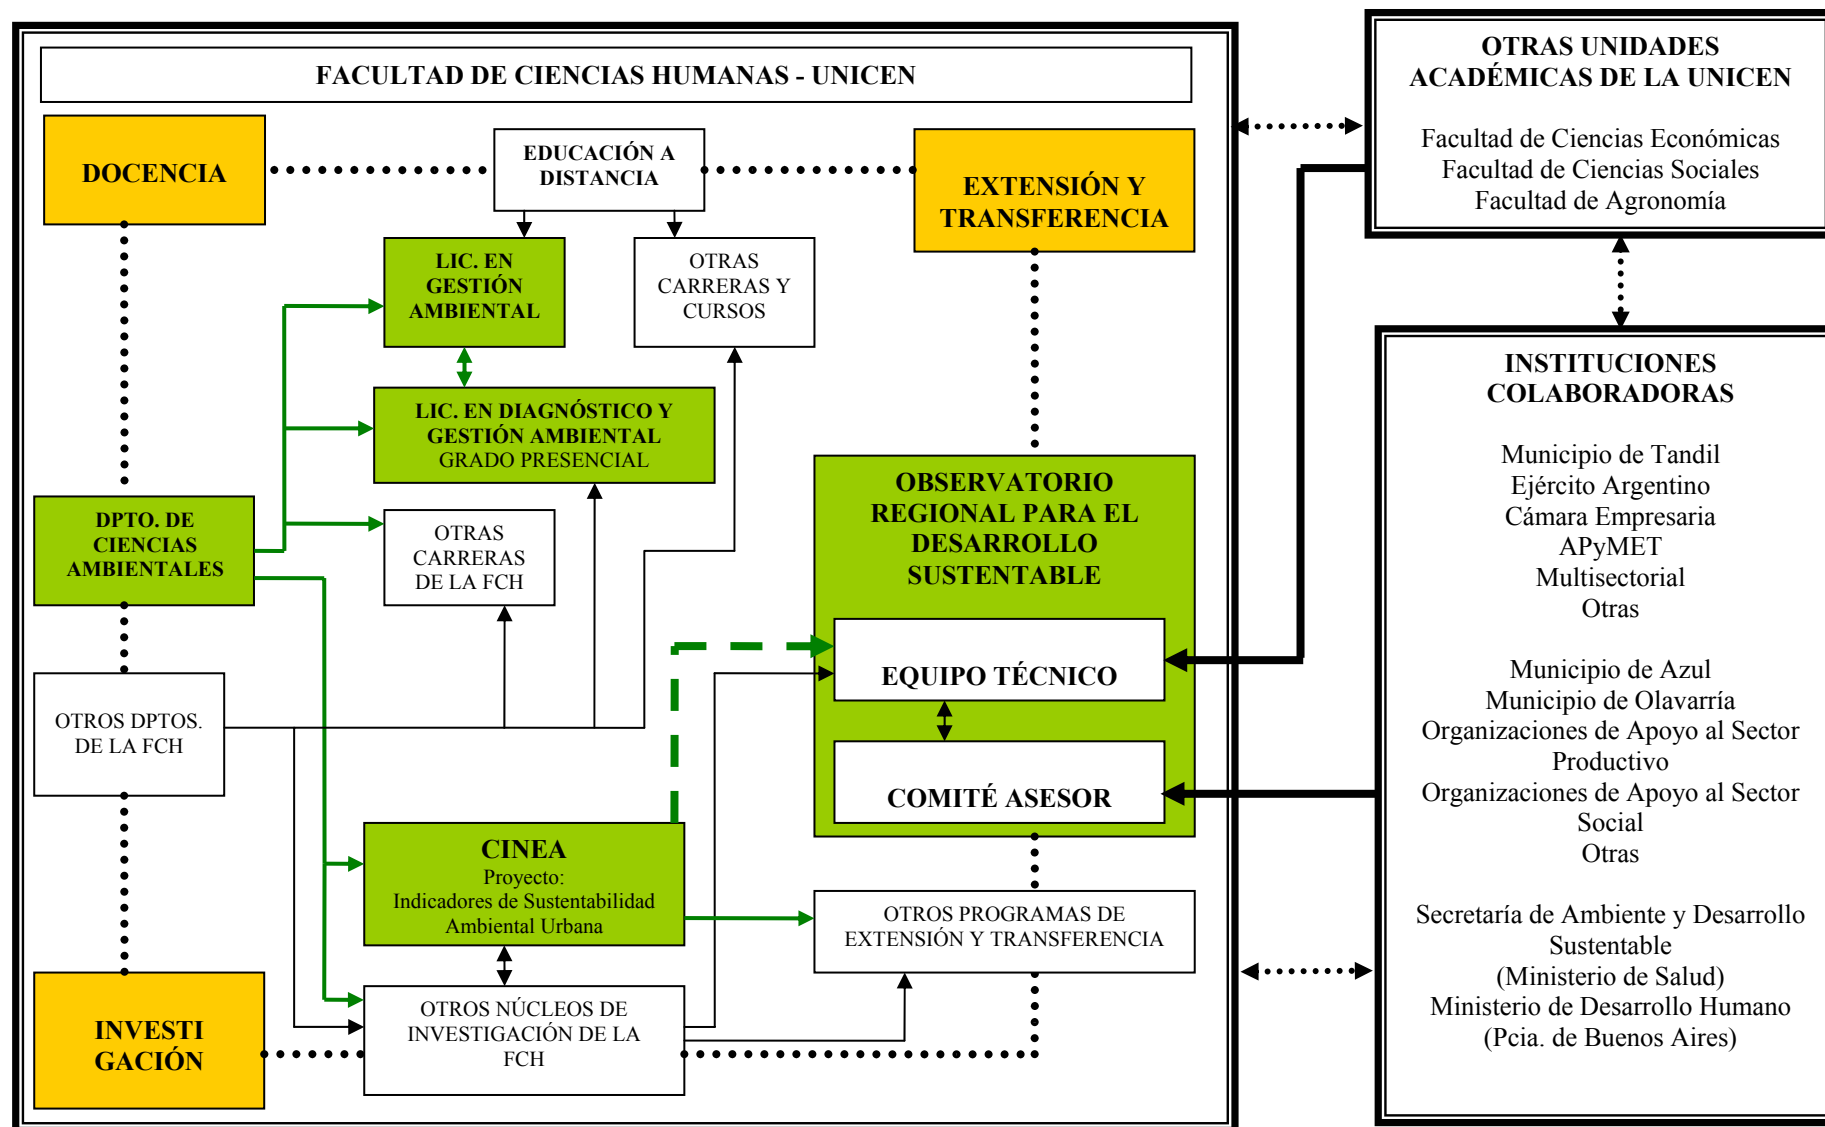 FACULTAD DE CIENCIAS HUMANAS - UNICEN
DOCENCIA
EDUCACIÓN A
DISTANCIA
EXTENSIÓN Y
TRANSFERENCIA
LIC. EN
GESTIÓN
AMBIENTAL
OTRAS
CARRERAS Y
CURSOS
LIC. EN DIAGNÓSTICO Y
GESTIÓN AMBIENTAL
GRADO PRESENCIAL
DPTO. DE
CIENCIAS
AMBIENTALES
OTRAS
CARRERAS
DE LA FCH
OBSERVATORIO
REGIONAL PARA EL
DESARROLLO
SUSTENTABLE
EQUIPO TÉCNICO
COMITÉ ASESOR
OTROS DPTOS.
DE LA FCH
CINEA
Proyecto:
Indicadores de Sustentabilidad
Ambiental Urbana
OTROS PROGRAMAS DE
EXTENSIÓN Y TRANSFERENCIA
INVESTI
GACIÓN
OTROS NÚCLEOS DE
INVESTIGACIÓN DE LA
FCH
OTRAS UNIDADES
ACADÉMICAS DE LA UNICEN
Facultad de Ciencias Económicas
Facultad de Ciencias Sociales
Facultad de Agronomía
INSTITUCIONES
COLABORADORAS
Municipio de Tandil
Ejército Argentino
Cámara Empresaria
APyMET
Multisectorial
Otras
Municipio de Azul
Municipio de Olavarría
Organizaciones de Apoyo al Sector
Productivo
Organizaciones de Apoyo al Sector
Social
Otras
Secretaría de Ambiente y Desarrollo
Sustentable
(Ministerio de Salud)
Ministerio de Desarrollo Humano
(Pcia. de Buenos Aires)